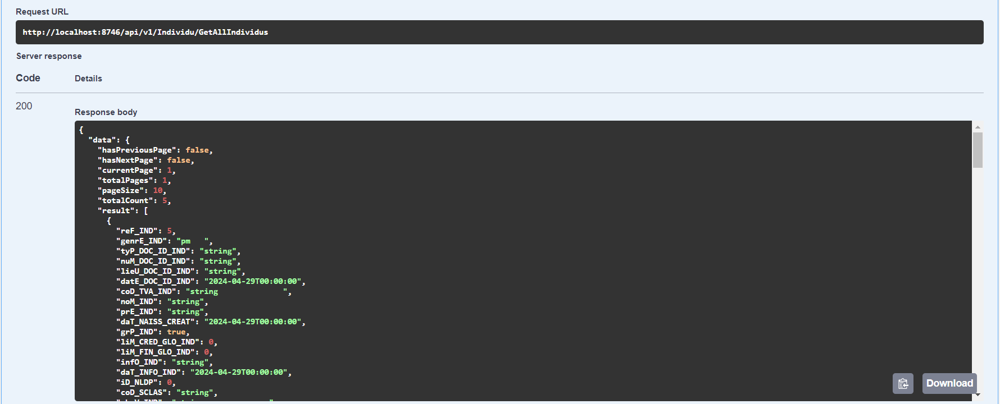 Request URL
http://localhost:8746/api/v1/Individu/GetAllIndividus
Server response
Code Details
200
Response body
{
"data": {
"hasPreviousPage": false,
"hasNextPage": false,
"currentPage": 1,
"totalPages": 1,
"pageSize": 10,
"totalCount": 5,
"result": [
{
"reF_IND": 5,
"genrE_IND": "pm   ",
"tyP_DOC_ID_IND": "string",
"nuM_DOC_ID_IND": "string",
"lieU_DOC_ID_IND": "string",
"datE_DOC_ID_IND": "2024-04-29T00:00:00",
"coD_TVA_IND": "string              ",
"noM_IND": "string",
"prE_IND": "string",
"daT_NAISS_CREAT": "2024-04-29T00:00:00",
"grP_IND": true,
"liM_CRED_GLO_IND": 0,
"liM_FIN_GLO_IND": 0,
"infO_IND": "string",
"daT_INFO_IND": "2024-04-29T00:00:00",
"iD_NLDP": 0,
"coD_SCLAS": "string",
Download